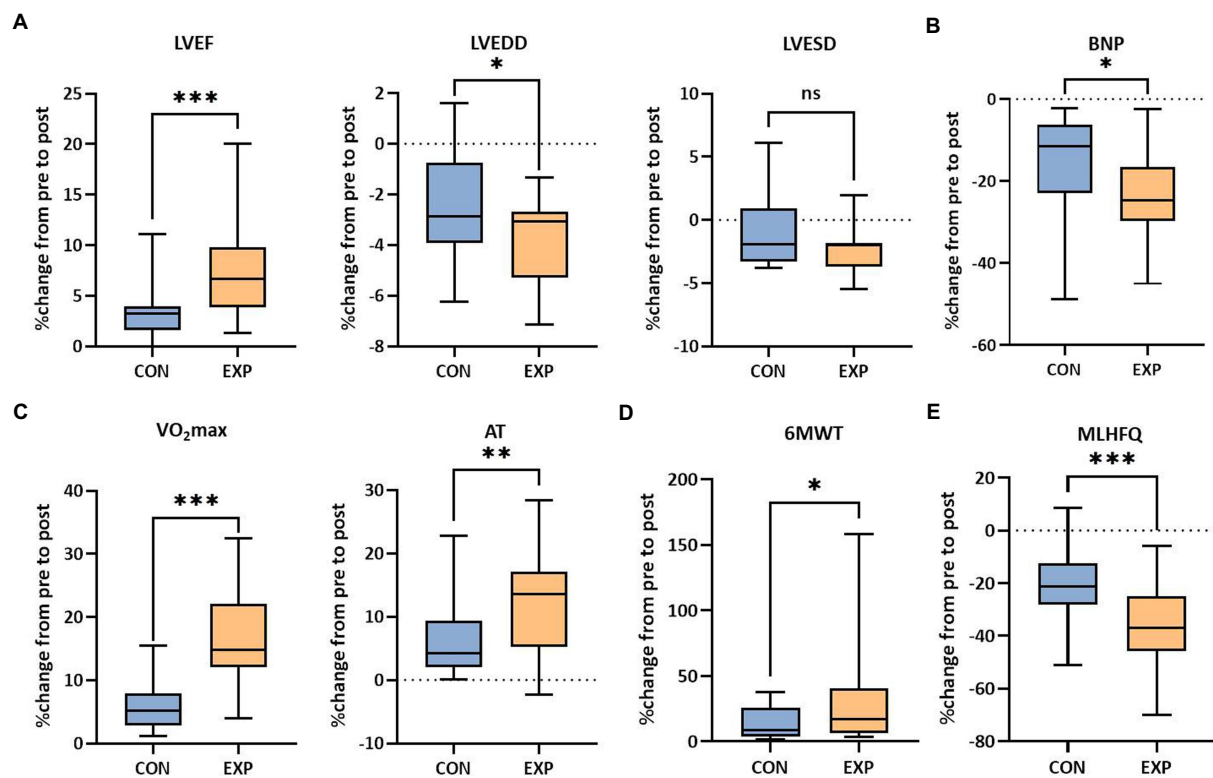 A
LVEF
LVEDD
LVESD
B
BNP
%change from pre to post
25
20
15
10
5
0
***
CON
EXP
%change from pre to post
2
0
-2
-4
-6
-8
*
CON
EXP
%change from pre to post
10
5
0
-5
-10
ns
CON
EXP
%change from pre to post
0
-20
-40
-60
*
CON
EXP
C
VO₂max
AT
D
6MWT
E
MLHFQ
%change from pre to post
40
30
20
10
0
***
CON
EXP
%change from pre to post
30
20
10
0
-10
**
CON
EXP
%change from pre to post
200
150
100
50
0
*
CON
EXP
%change from pre to post
20
0
-20
-40
-60
-80
***
CON
EXP